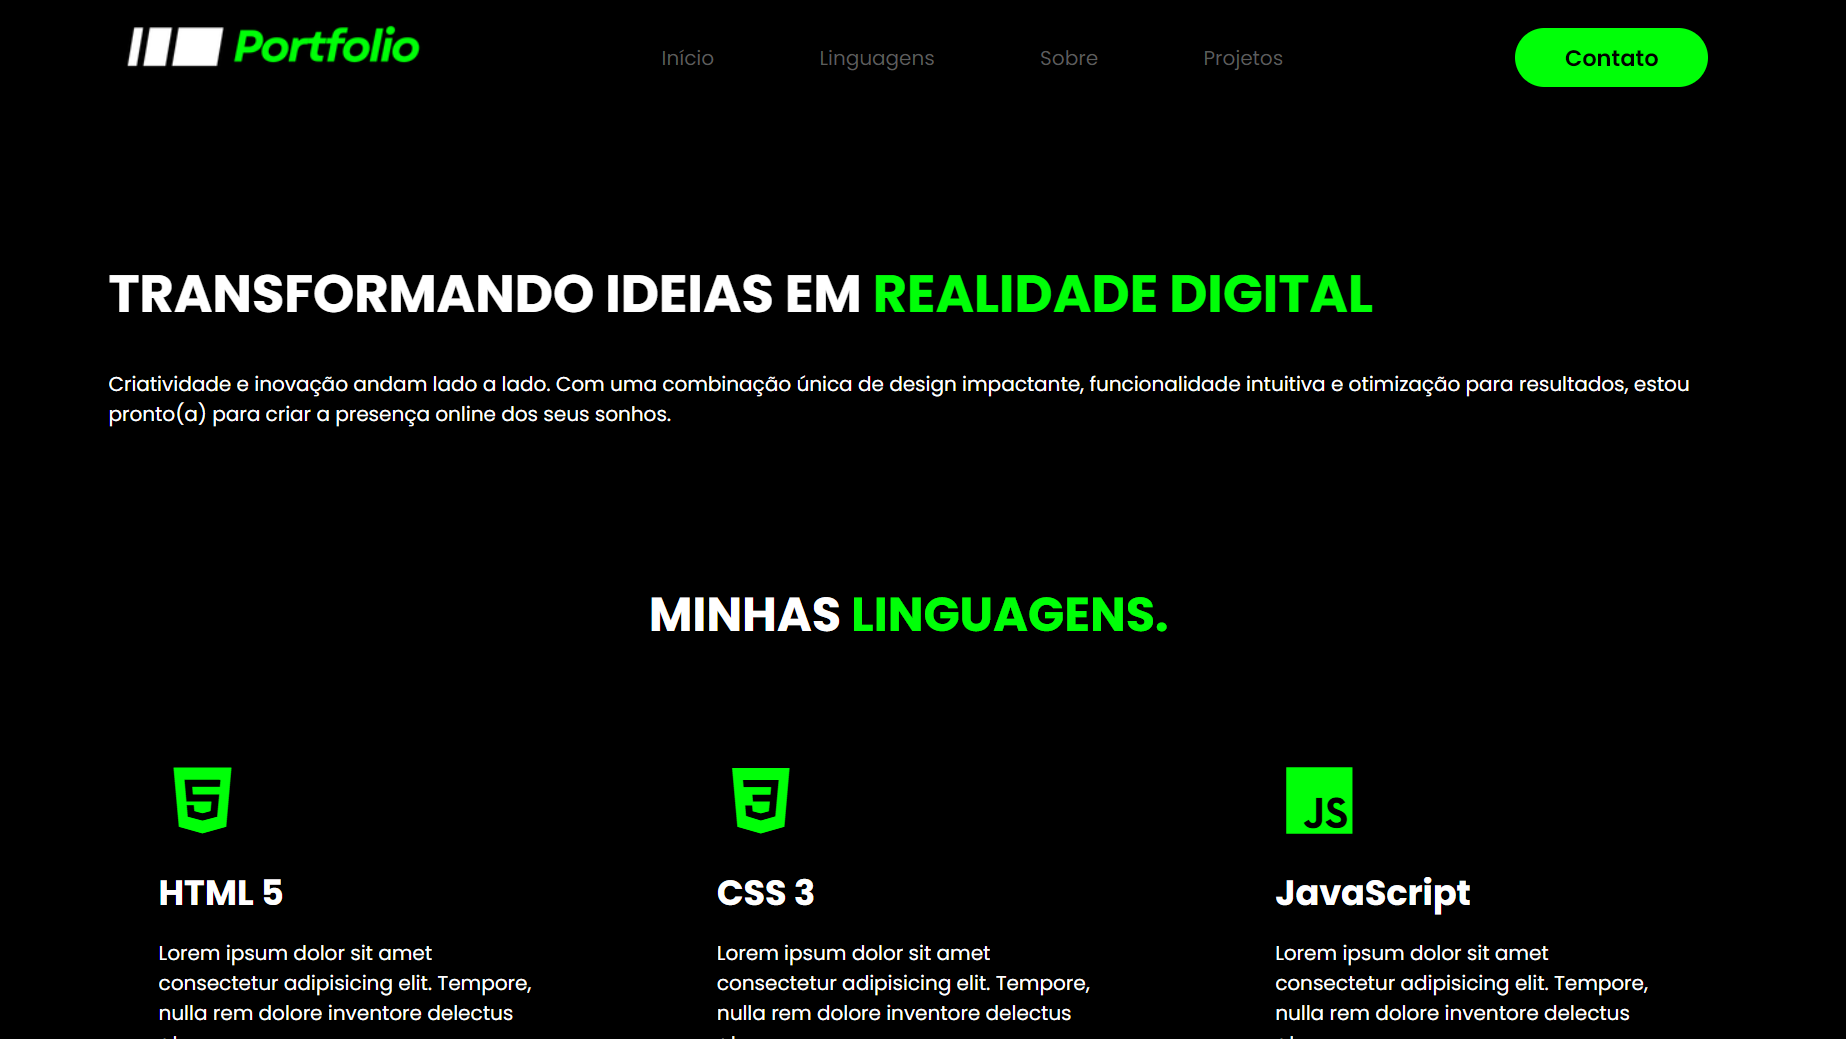 Portfolio
Início
Linguagens
Sobre
Projetos
Contato
TRANSFORMANDO IDEIAS EM REALIDADE DIGITAL
Criatividade e inovação andam lado a lado. Com uma combinação única de design impactante, funcionalidade intuitiva e otimização para resultados, estou
pronto(a) para criar a presença online dos seus sonhos.
MINHAS LINGUAGENS.
HTML 5
Lorem ipsum dolor sit amet
consectetur adipisicing elit. Tempore,
nulla rem dolore inventore delectus
CSS 3
Lorem ipsum dolor sit amet
consectetur adipisicing elit. Tempore,
nulla rem dolore inventore delectus
JS
JavaScript
Lorem ipsum dolor sit amet
consectetur adipisicing elit. Tempore,
nulla rem dolore inventore delectus